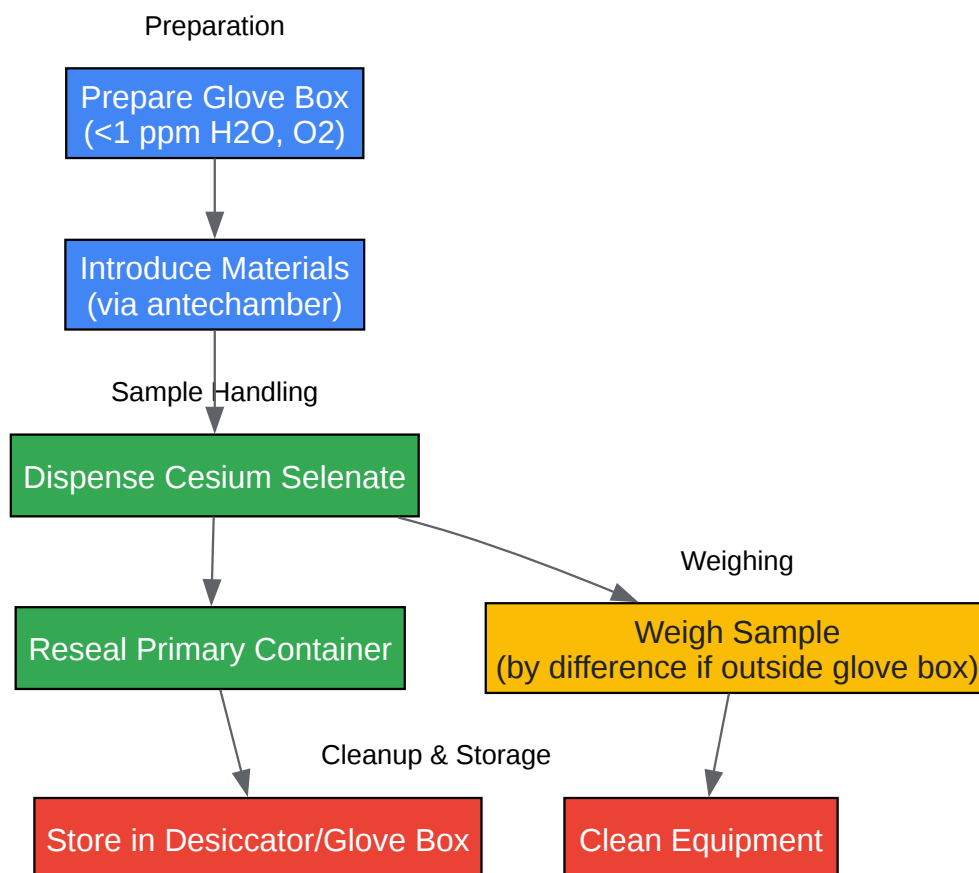 Preparation
Prepare Glove Box
(<1 ppm H2O, O2)
Introduce Materials
(via antechamber)
Sample Handling
Dispense Cesium Selenate
Weighing
Reseal Primary Container
Weigh Sample
(by difference if outside glove box)
Cleanup & Storage
Store in Desiccator/Glove Box
Clean Equipment